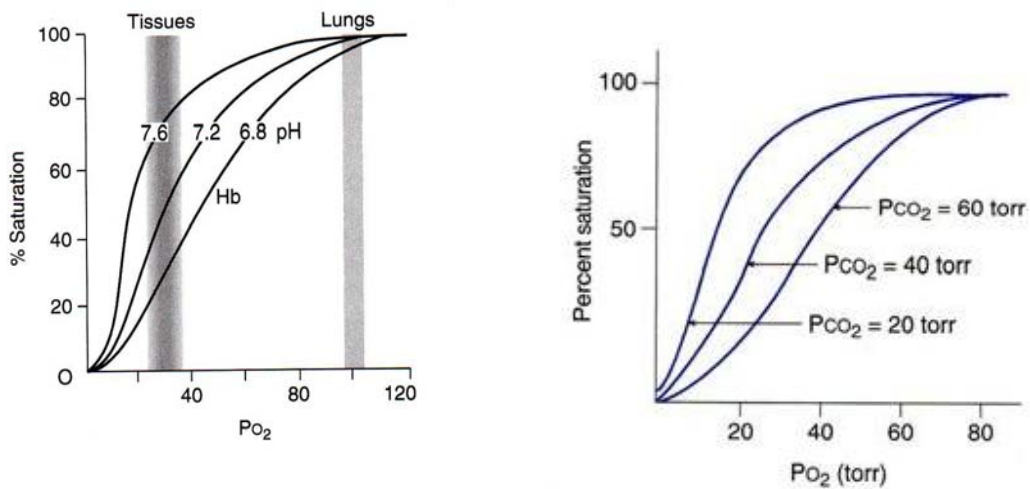 Tissues
Lungs
100
80
60
40
20
O
7.6
7.2
6.8 pH
Hb
% Saturation
40
80
120
PO₂
100
50
Percent saturation
PCO₂ = 60 torr
PCO₂ = 40 torr
PCO₂ = 20 torr
20
40
60
80
PO₂ (torr)